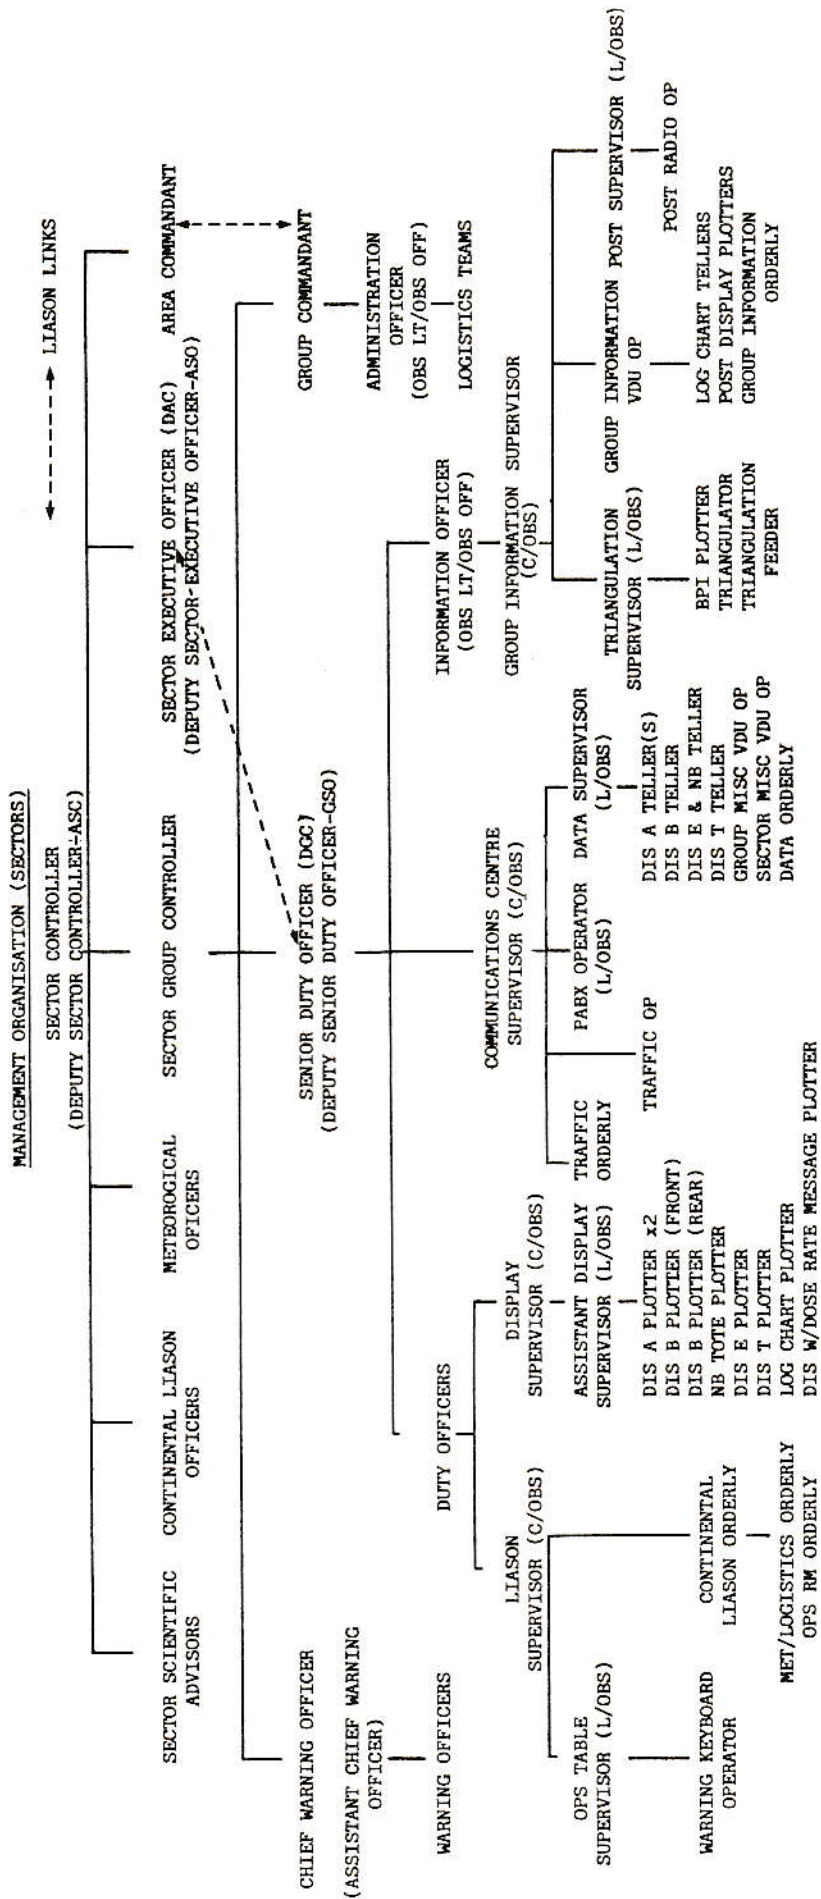 MANAGEMENT ORGANISATION (SECTORS)
SECTOR CONTROLLER
(DEPUTY SECTOR CONTROLLER-ASC)
LIASON LINKS
SECTOR SCIENTIFIC
ADVISORS
CONTINENTAL LIASON
OFFICERS
METEOROGICAL
OFICERS
SECTOR GROUP CONTROLLER
SECTOR EXECUTIVE OFFICER (DAC)
(DEPUTY SECTOR-EXECUTIVE OFFICER-ASO)
AREA COMMANDANT
CHIEF WARNING OFFICER
(ASSISTANT CHIEF WARNING
OFFICER)
WARNING OFFICERS
SENIOR DUTY OFFICER (DGC)
(DEPUTY SENIOR DUTY OFFICER-GSO)
GROUP COMMANDANT
ADMINISTRATION
OFFICER
(OBS LT/OBS OFF)
LOGISTICS TEAMS
DUTY OFFICERS
INFORMATION OFFICER
(OBS LT/OBS OFF)
LIASON
SUPERVISOR (C/OBS)
DISPLAY
SUPERVISOR (C/OBS)
COMMUNICATIONS CENTRE
SUPERVISOR (C/OBS)
GROUP INFORMATION SUPERVISOR
(C/OBS)
OPS TABLE
SUPERVISOR (L/OBS)
WARNING KEYBOARD
OPERATOR
CONTINENTAL
LIASON ORDERLY
MET/LOGISTICS ORDERLY
OPS RM ORDERLY
ASSISTANT DISPLAY
SUPERVISOR (L/OBS)
DIS A PLOTTER x2
DIS B PLOTTER (FRONT)
DIS B PLOTTER (REAR)
NB TOTE PLOTTER
DIS E PLOTTER
DIS T PLOTTER
LOG CHART PLOTTER
DIS W/DOSE RATE MESSAGE PLOTTER
TRAFFIC
ORDERLY
TRAFFIC OP
PABX OPERATOR
(L/OBS)
DATA SUPERVISOR
(L/OBS)
DIS A TELLER(S)
DIS B TELLER
DIS E & NB TELLER
DIS T TELLER
GROUP MISC VDU OP
SECTOR MISC VDU OP
DATA ORDERLY
TRIANGULATION
SUPERVISOR (L/OBS)
BPI PLOTTER
TRIANGULATOR
TRIANGULATION
FEEDER
GROUP INFORMATION
VDU OP
LOG CHART TELLERS
POST DISPLAY PLOTTERS
GROUP INFORMATION
ORDERLY
POST SUPERVISOR (L/OBS)
POST RADIO OP